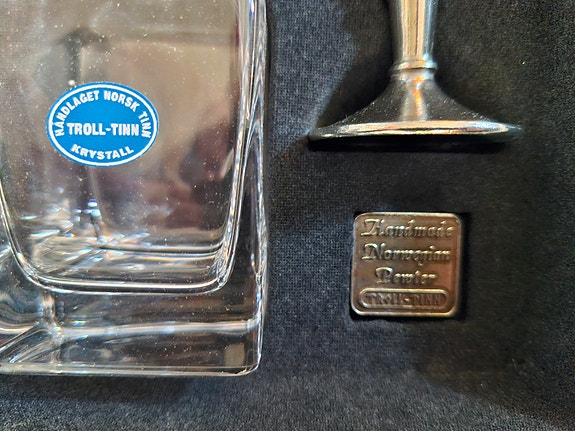 HÅNDLAGET NORSK TINN
TROLL-TINN
KRYSTALL
Handmade
Norwegian
Pewter
TROLL-TINN